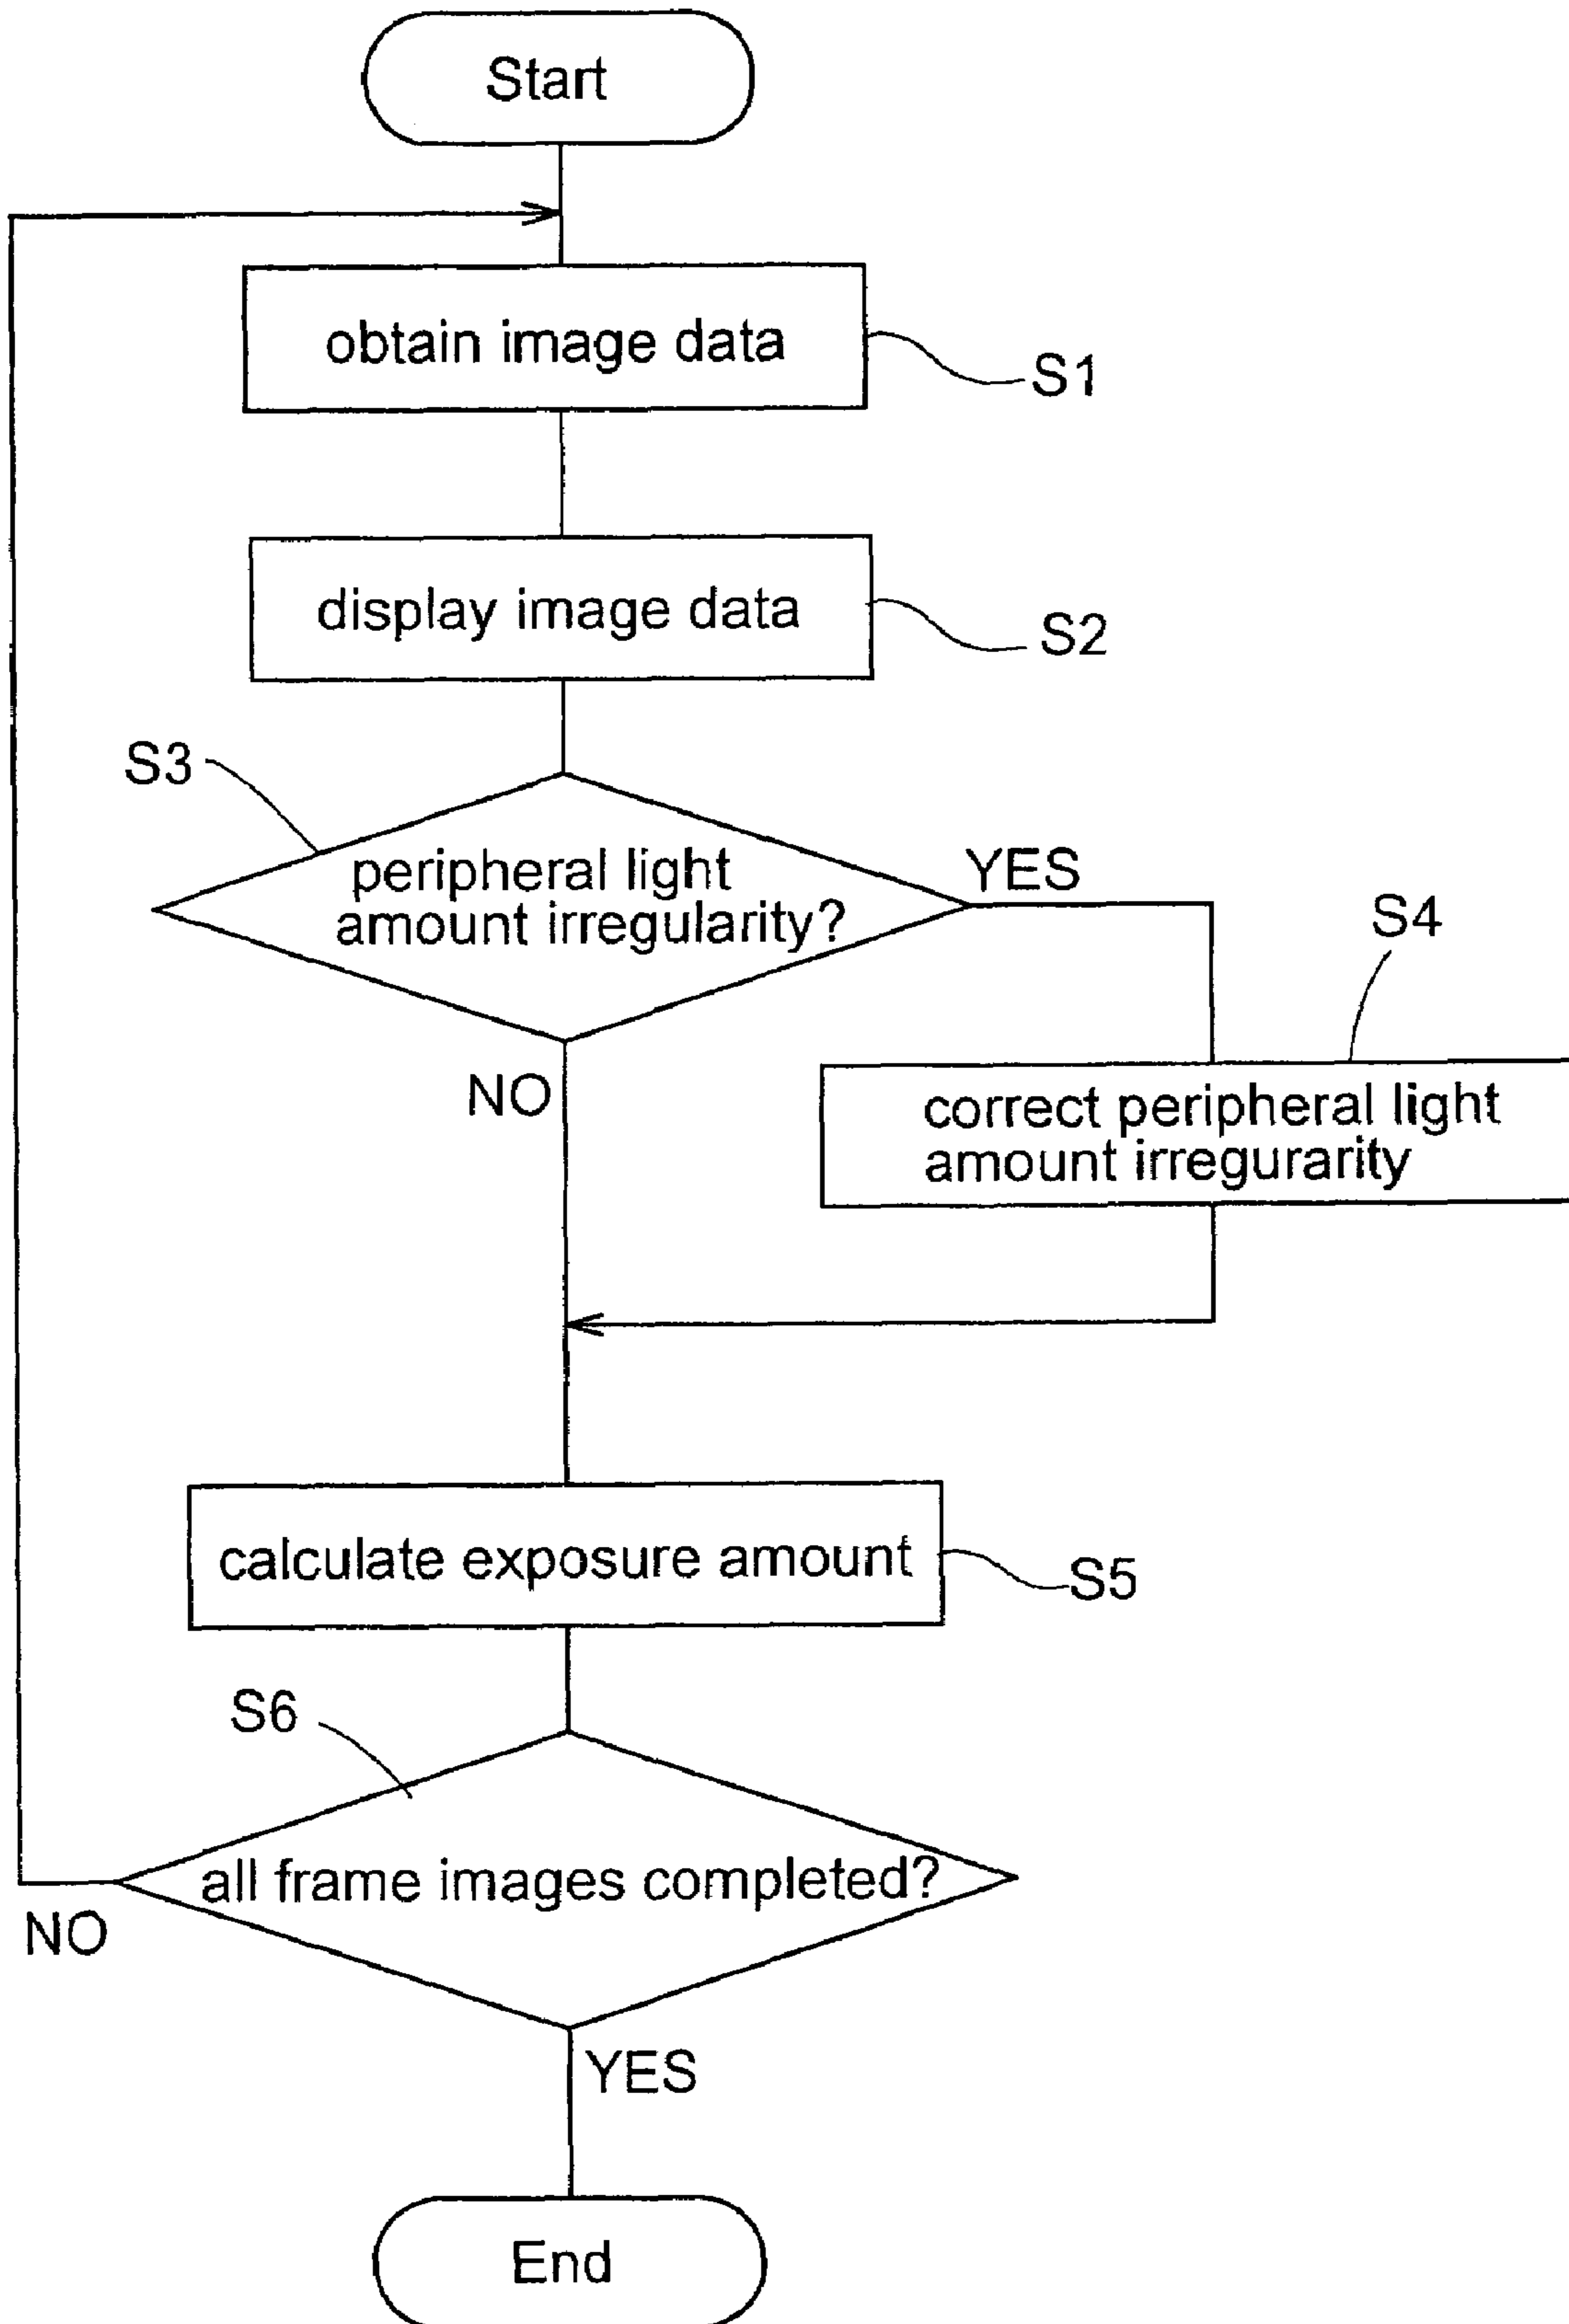 Start
obtain image data
S1
display image data
S2
S3
peripheral light
amount irregularity?
YES
S4
NO
correct peripheral light
amount irregurarity
calculate exposure amount
S5
S6
all frame images completed?
NO
YES
End